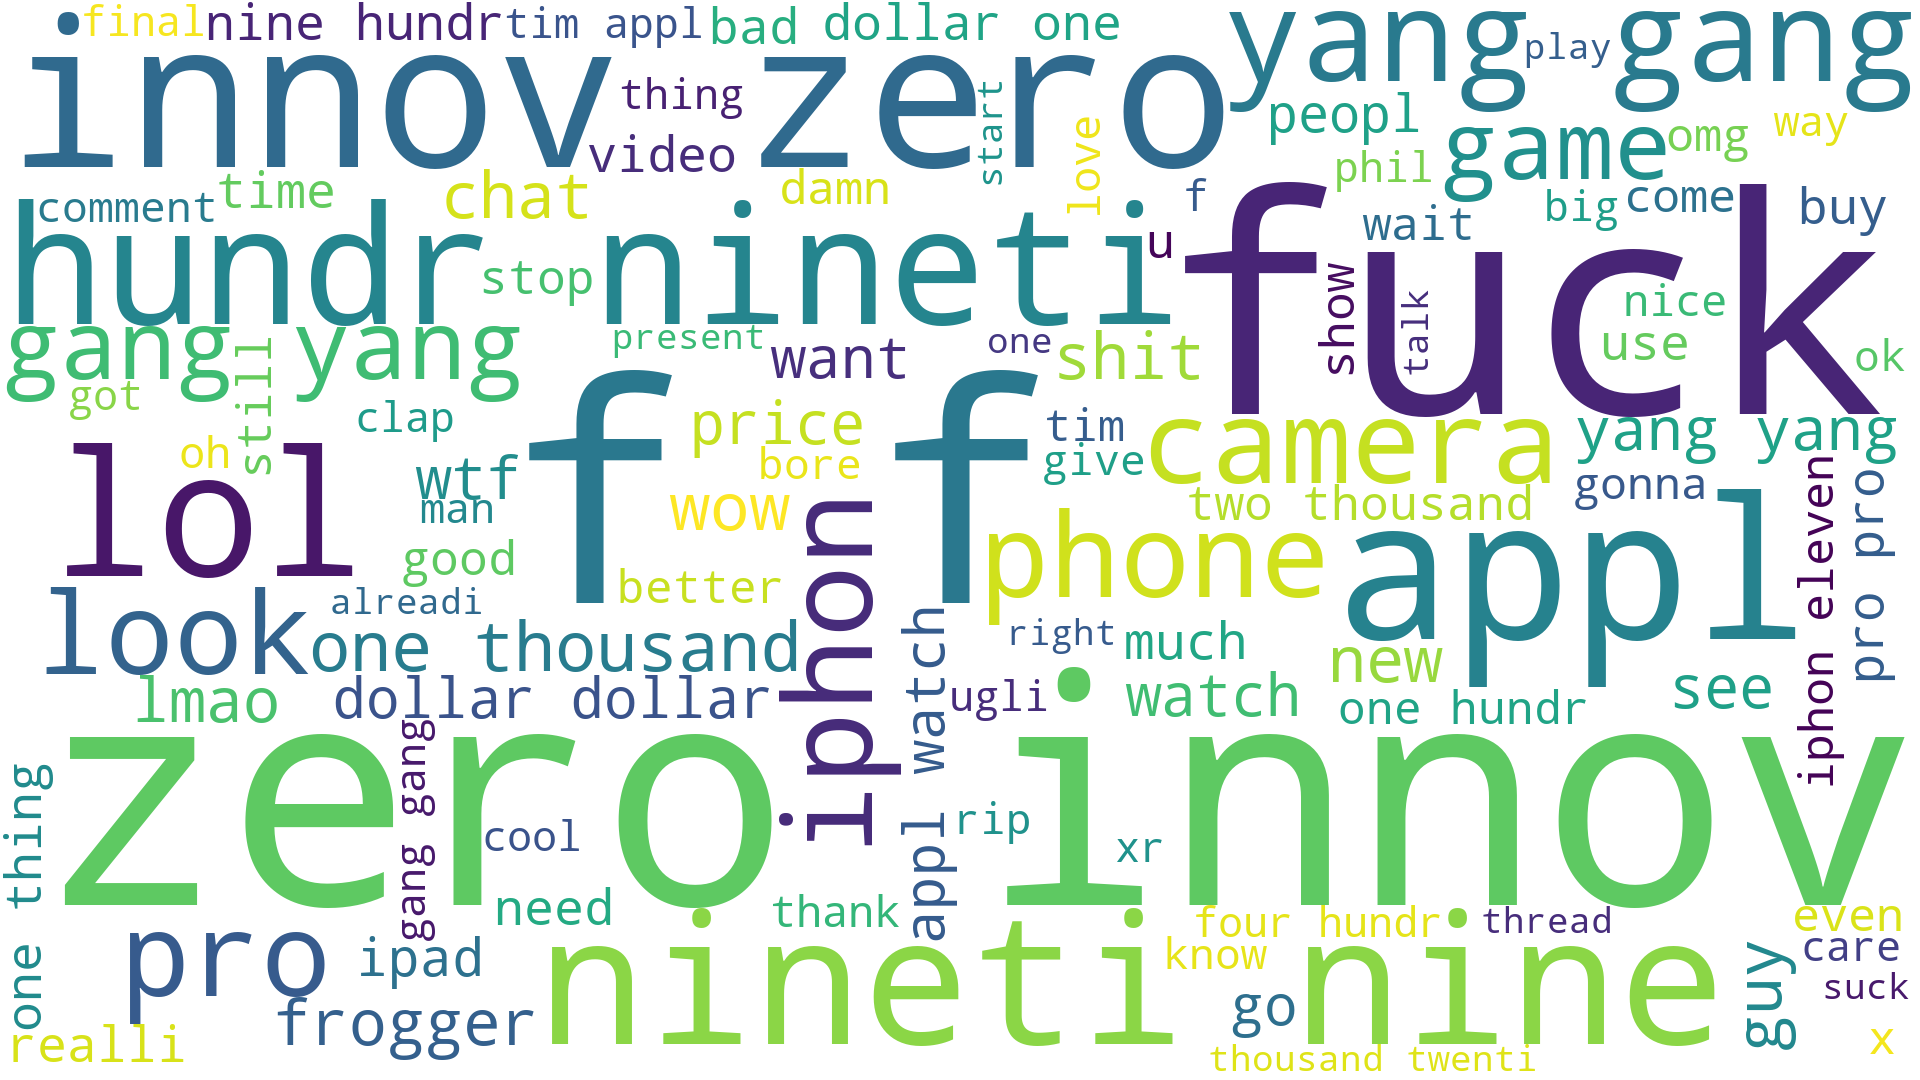 final nine hundr tim appl bad dollar one
innov zero
yang gang
play
thing
video
start
love
peopl
game
omg
way
phil
comment
time
chat
damn
f
wait
big
come
buy
hundr nineti
stop
u
fuck
show
talk
nice
use
ok
gang yang
present
want
one
shit
got
still
clap
price
tim
camera
yang yang
oh
wtf
bore
give
man
wow
two thousand
gonna
lol
f f
iphon
phone
appl
iphon eleven
pro pro
good
better
look
alreadi
one thousand
appl watch
right
much
new
lmao
dollar dollar
ugli
watch
one hundr
see
zero innov
gang gang
one thing
cool
rip
xr
need
thank
four hundr
thread
even
pro
ipad
nineti nine
know
guy
care
suck
frogger
go
realli
thousand twenti
x